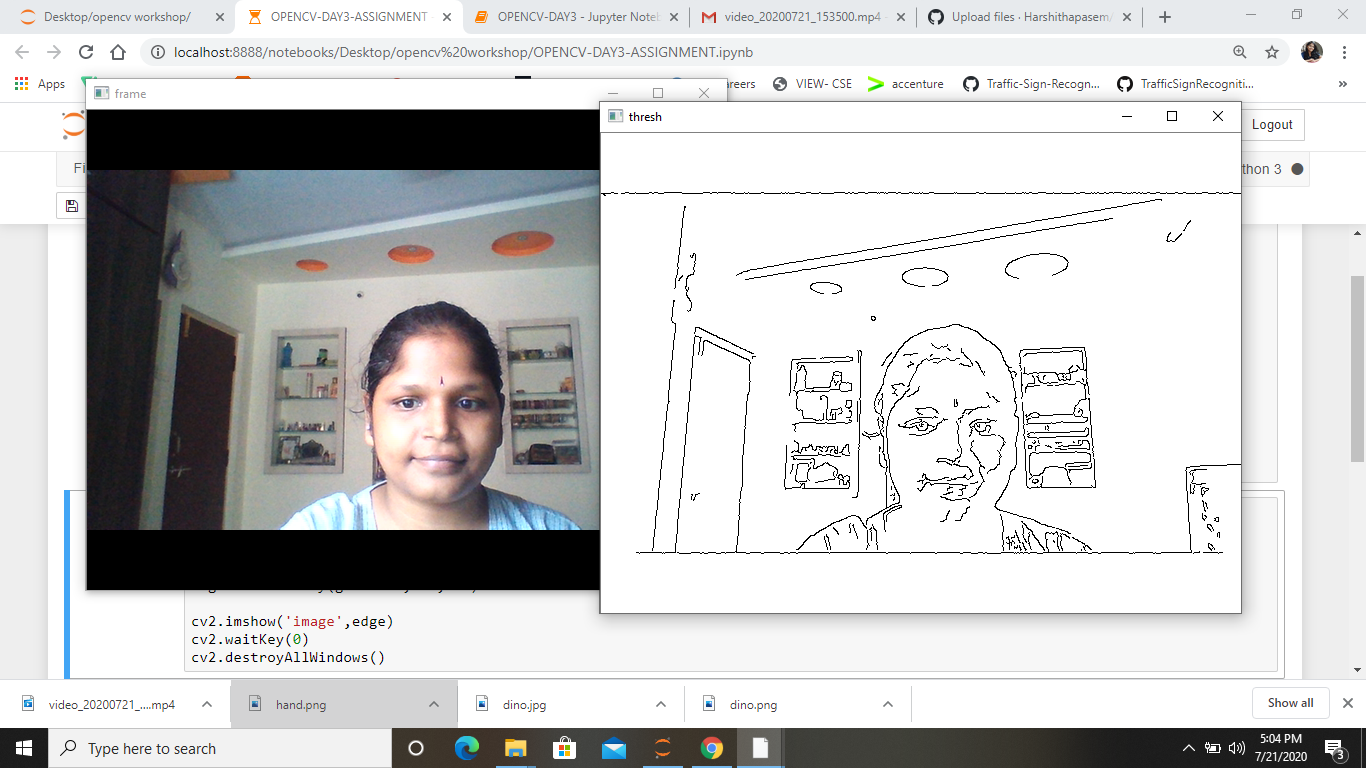 Desktop/opencv workshop/
OPENCV-DAY3-ASSIGNMENT
OPENCV-DAY3 - Jupyter Noteb
video_20200721_153500.mp4 -
Upload files · Harshithapasem/
localhost:8888/notebooks/Desktop/opencv%20workshop/OPENCV-DAY3-ASSIGNMENT.ipynb
Apps
areers
VIEW- CSE
accenture
Traffic-Sign-Recogn...
TrafficSignRecogniti...
»
frame
thresh
Logout
Fi
thon 3
cv2.imshow('image',edge)
cv2.waitKey(0)
cv2.destroyAllWindows()
video_20200721_....mp4
hand.png
dino.jpg
dino.png
Show all
Type here to search
5:04 PM
7/21/2020
3